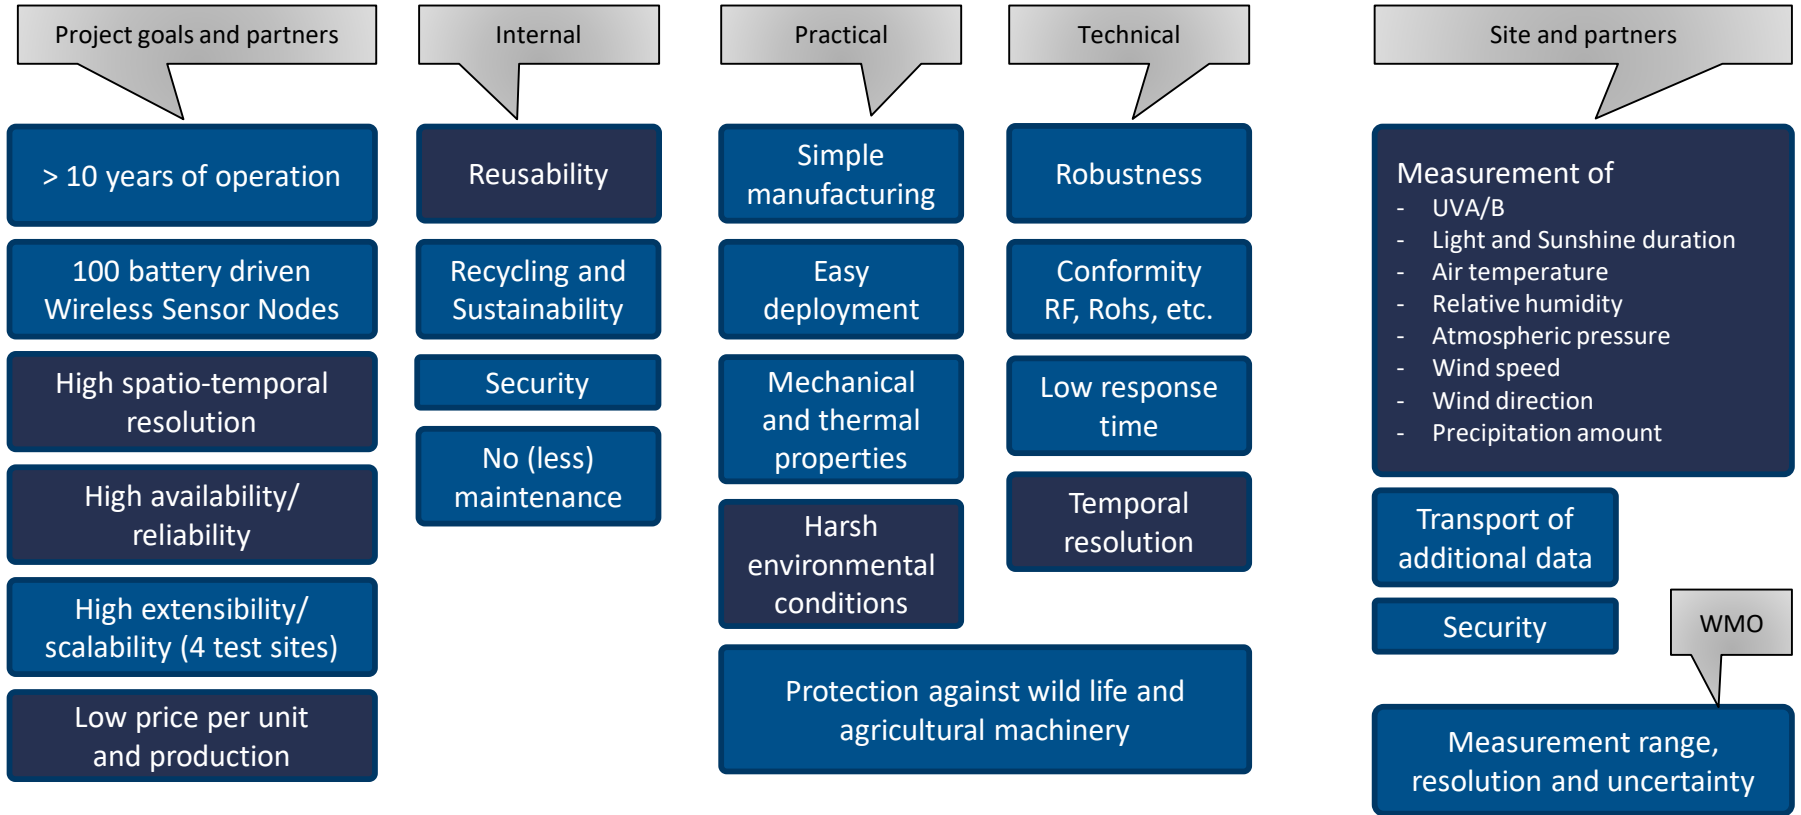 Project goals and partners
> 10 years of operation
100 battery driven
Wireless Sensor Nodes
High spatio-temporal
resolution
High availability/
reliability
High extensibility/
scalability (4 test sites)
Low price per unit
and production
Internal
Reusability
Recycling and
Sustainability
Security
No (less)
maintenance
Practical
Simple
manufacturing
Easy
deployment
Mechanical
and thermal
properties
Harsh
environmental
conditions
Technical
Robustness
Conformity
RF, Rohs, etc.
Low response
time
Temporal
resolution
Protection against wild life and
agricultural machinery
Site and partners
Measurement of
- UVA/B
- Light and Sunshine duration
- Air temperature
- Relative humidity
- Atmospheric pressure
- Wind speed
- Wind direction
- Precipitation amount
Transport of
additional data
Security
WMO
Measurement range,
resolution and uncertainty